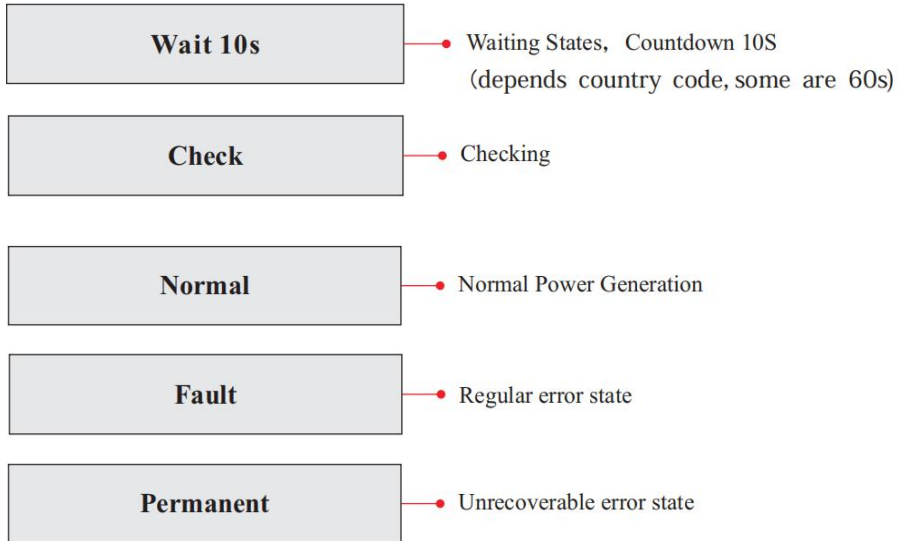 Wait 10s
Waiting States, Countdown 10S
(depends country code, some are 60s)
Check
Checking
Normal
Normal Power Generation
Fault
Regular error state
Permanent
Unrecoverable error state